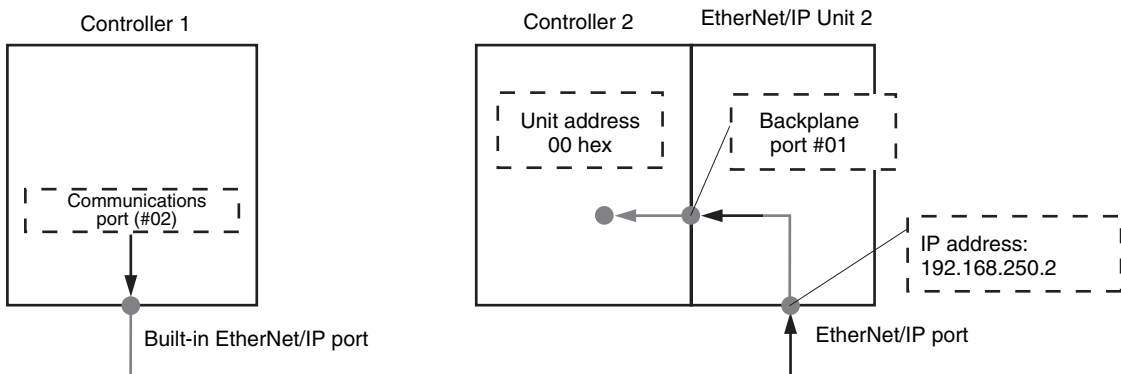 Controller 1
Controller 2
EtherNet/IP Unit 2
Unit address
00 hex
Backplane
port #01
Communications
port (#02)
IP address:
192.168.250.2
Built-in EtherNet/IP port
EtherNet/IP port